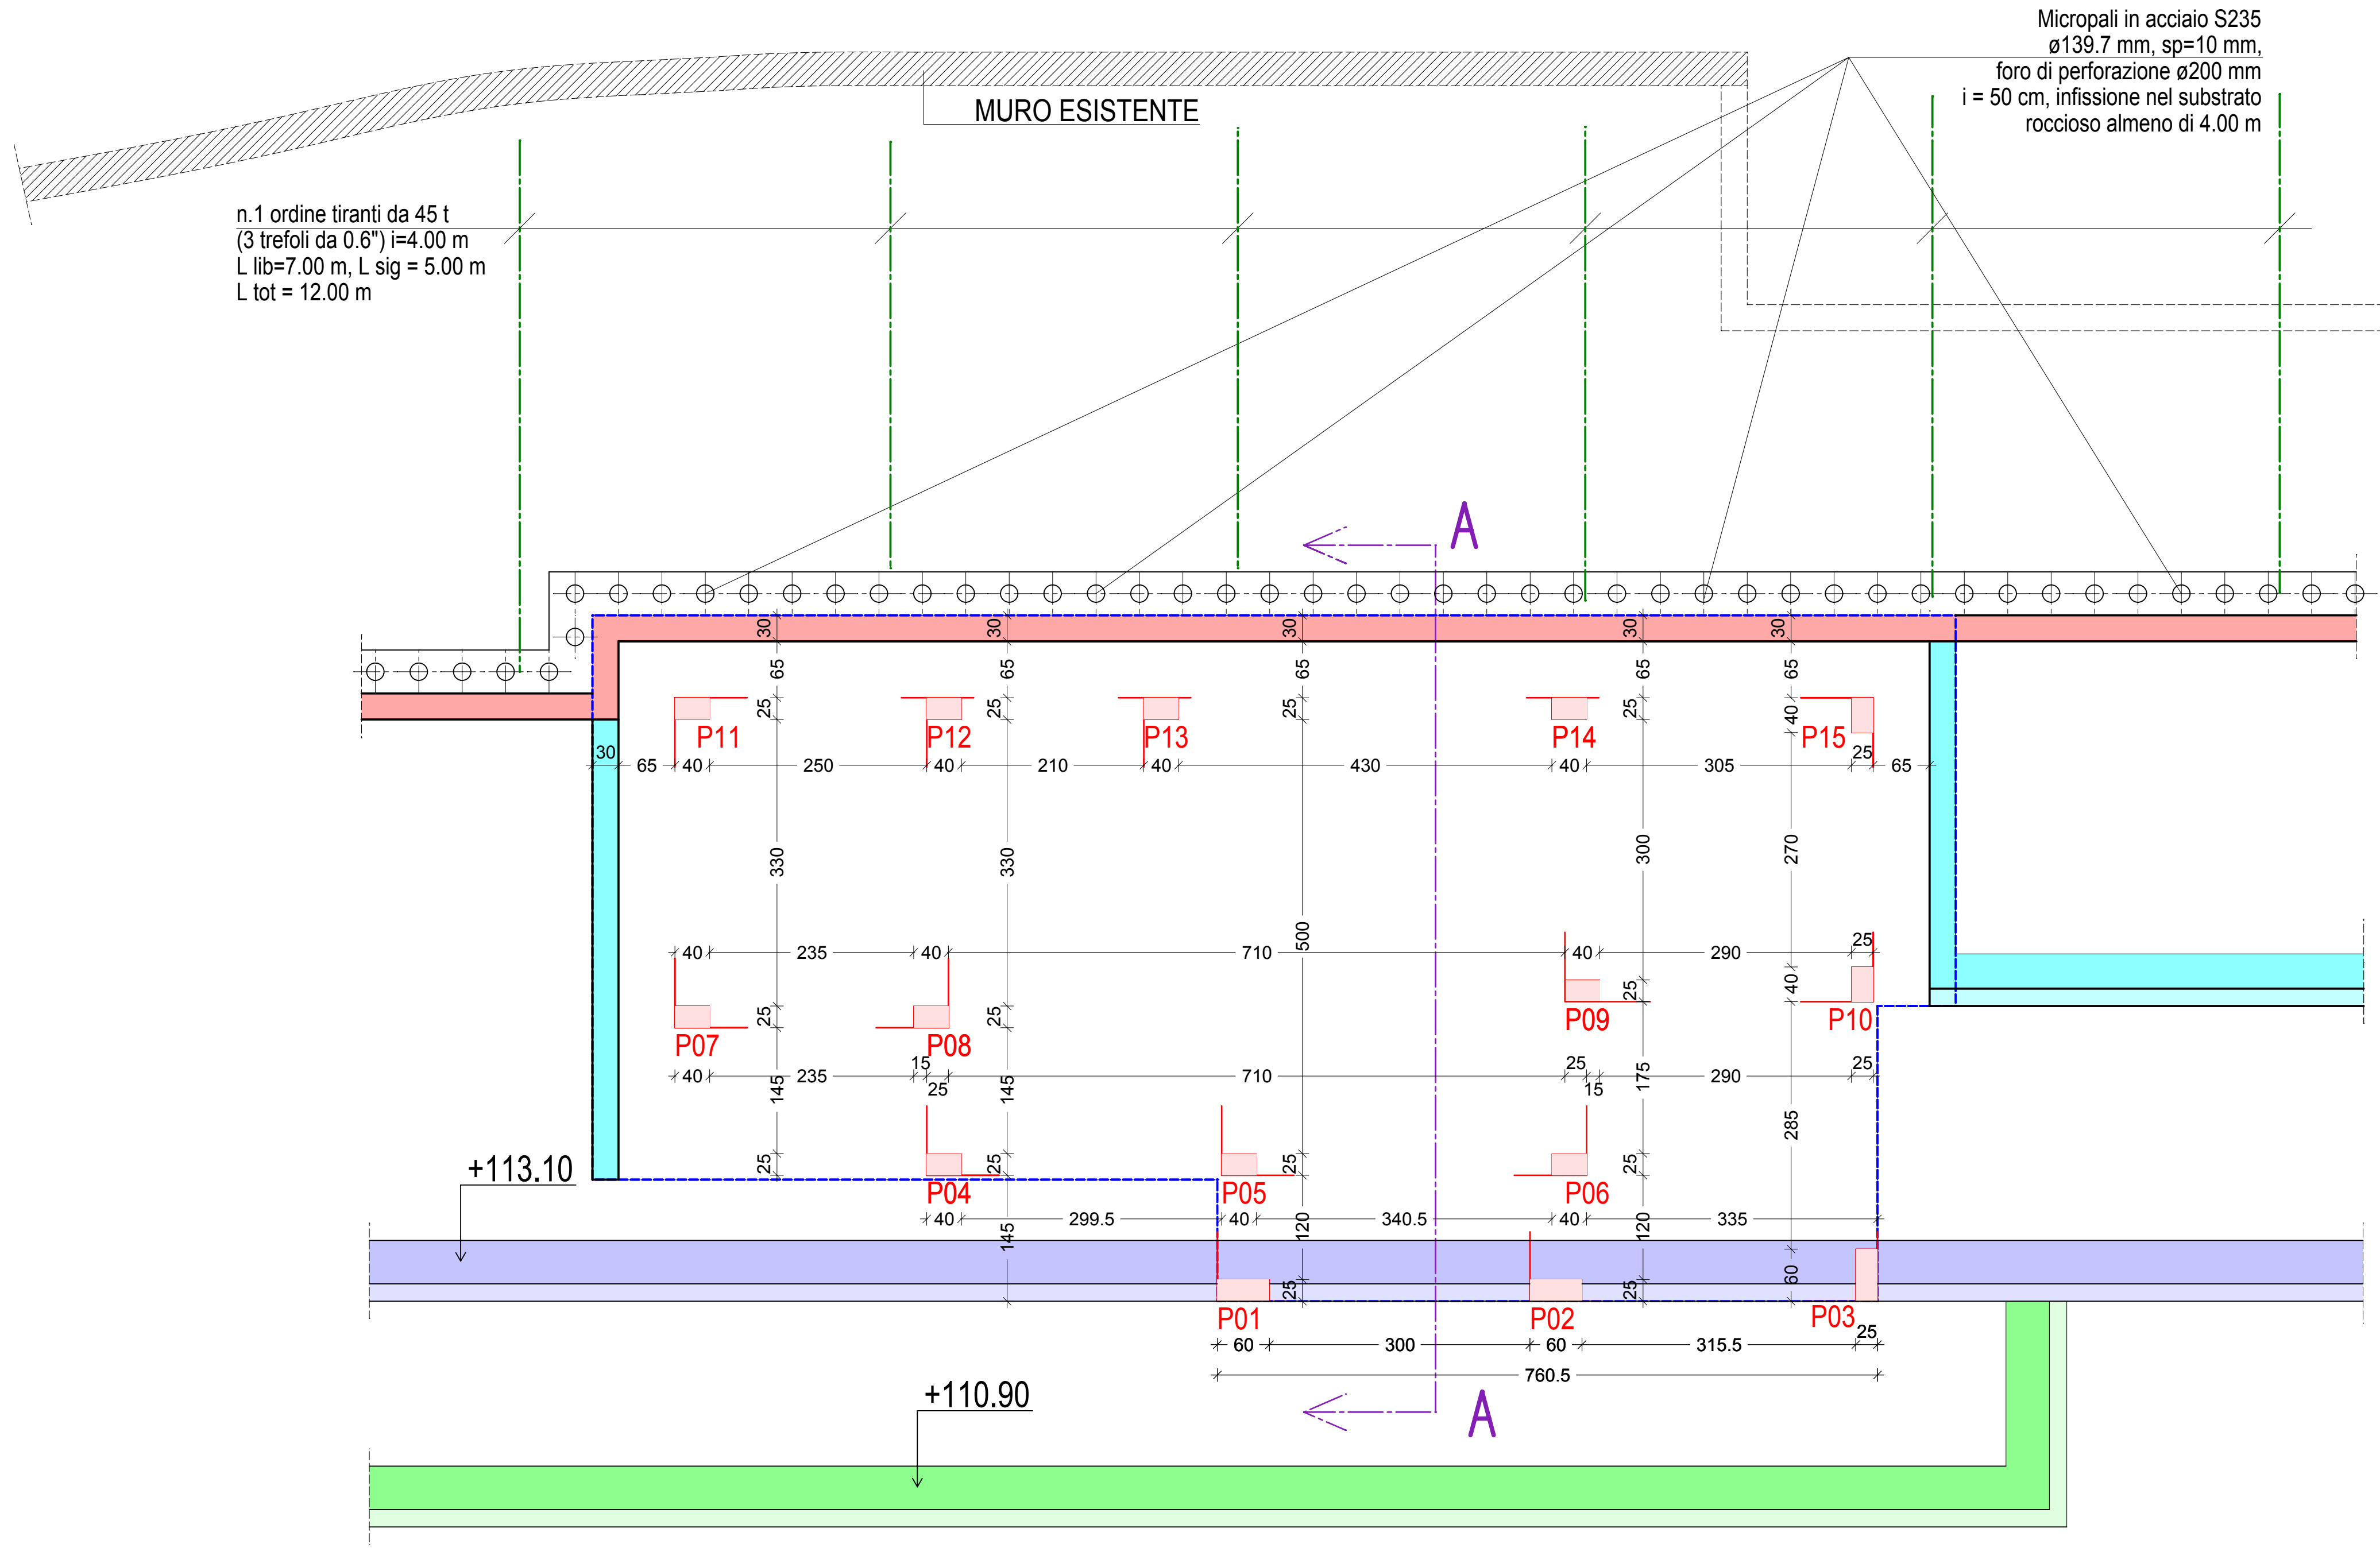 Micropali in acciaio S235
ø139.7 mm, sp=10 mm,
foro di perforazione ø200 mm
i = 50 cm, infissione nel substrato
roccioso almeno di 4.00 m
MURO ESISTENTE
n.1 ordine tiranti da 45 t
(3 trefoli da 0.6") i=4.00 m
L lib=7.00 m, L sig = 5.00 m
L tot = 12.00 m
A
30 30 30 30 30
65 65 65 65 65
25 25 25 25 40
P11 P12 P13 P14 P15
30 65 40 250 40 210 40 430 40 305 25 65
330 330 500 300 270
40 235 40 710 40 290 25
25 25 25 40
P07 P08 P09 P10
40 235 15 25 710 25 15 290 25
145 145 175 285
25 25 25 25
P04 P05 P06
+113.10
40 299.5 40 340.5 40 335
145 120 120 60
25 25
P01 P02 P03
60 300 60 315.5 25
760.5
+110.90
A